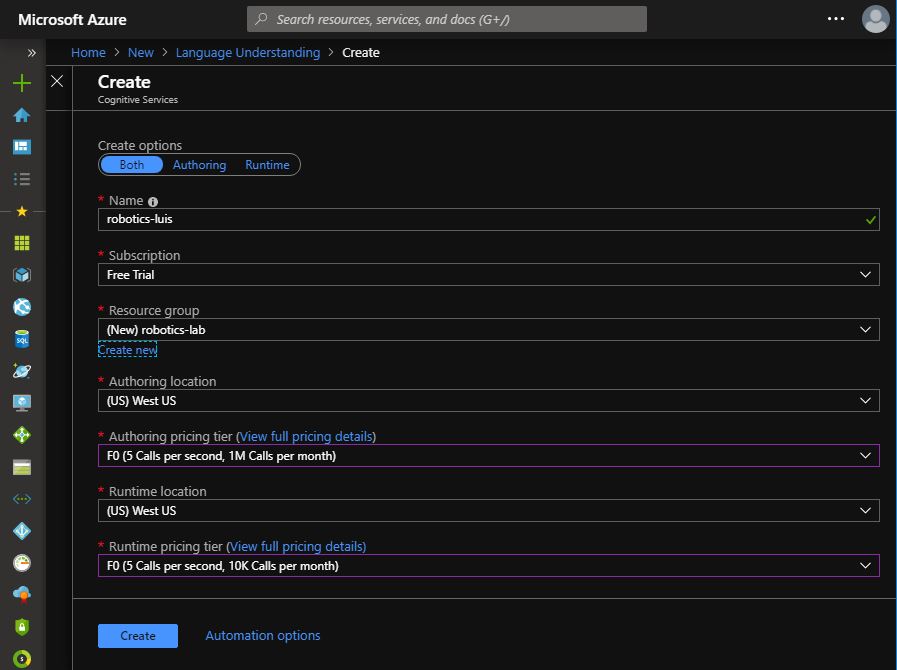 Microsoft Azure
Search resources, services, and docs (G+/)
Home > New > Language Understanding > Create
Create
Cognitive Services
Create options
Both Authoring Runtime
* Name
robotics-luis
* Subscription
Free Trial
* Resource group
(New) robotics-lab
Create new
* Authoring location
(US) West US
* Authoring pricing tier (View full pricing details)
F0 (5 Calls per second, 1M Calls per month)
* Runtime location
(US) West US
* Runtime pricing tier (View full pricing details)
F0 (5 Calls per second, 10K Calls per month)
Create Automation options
SQL